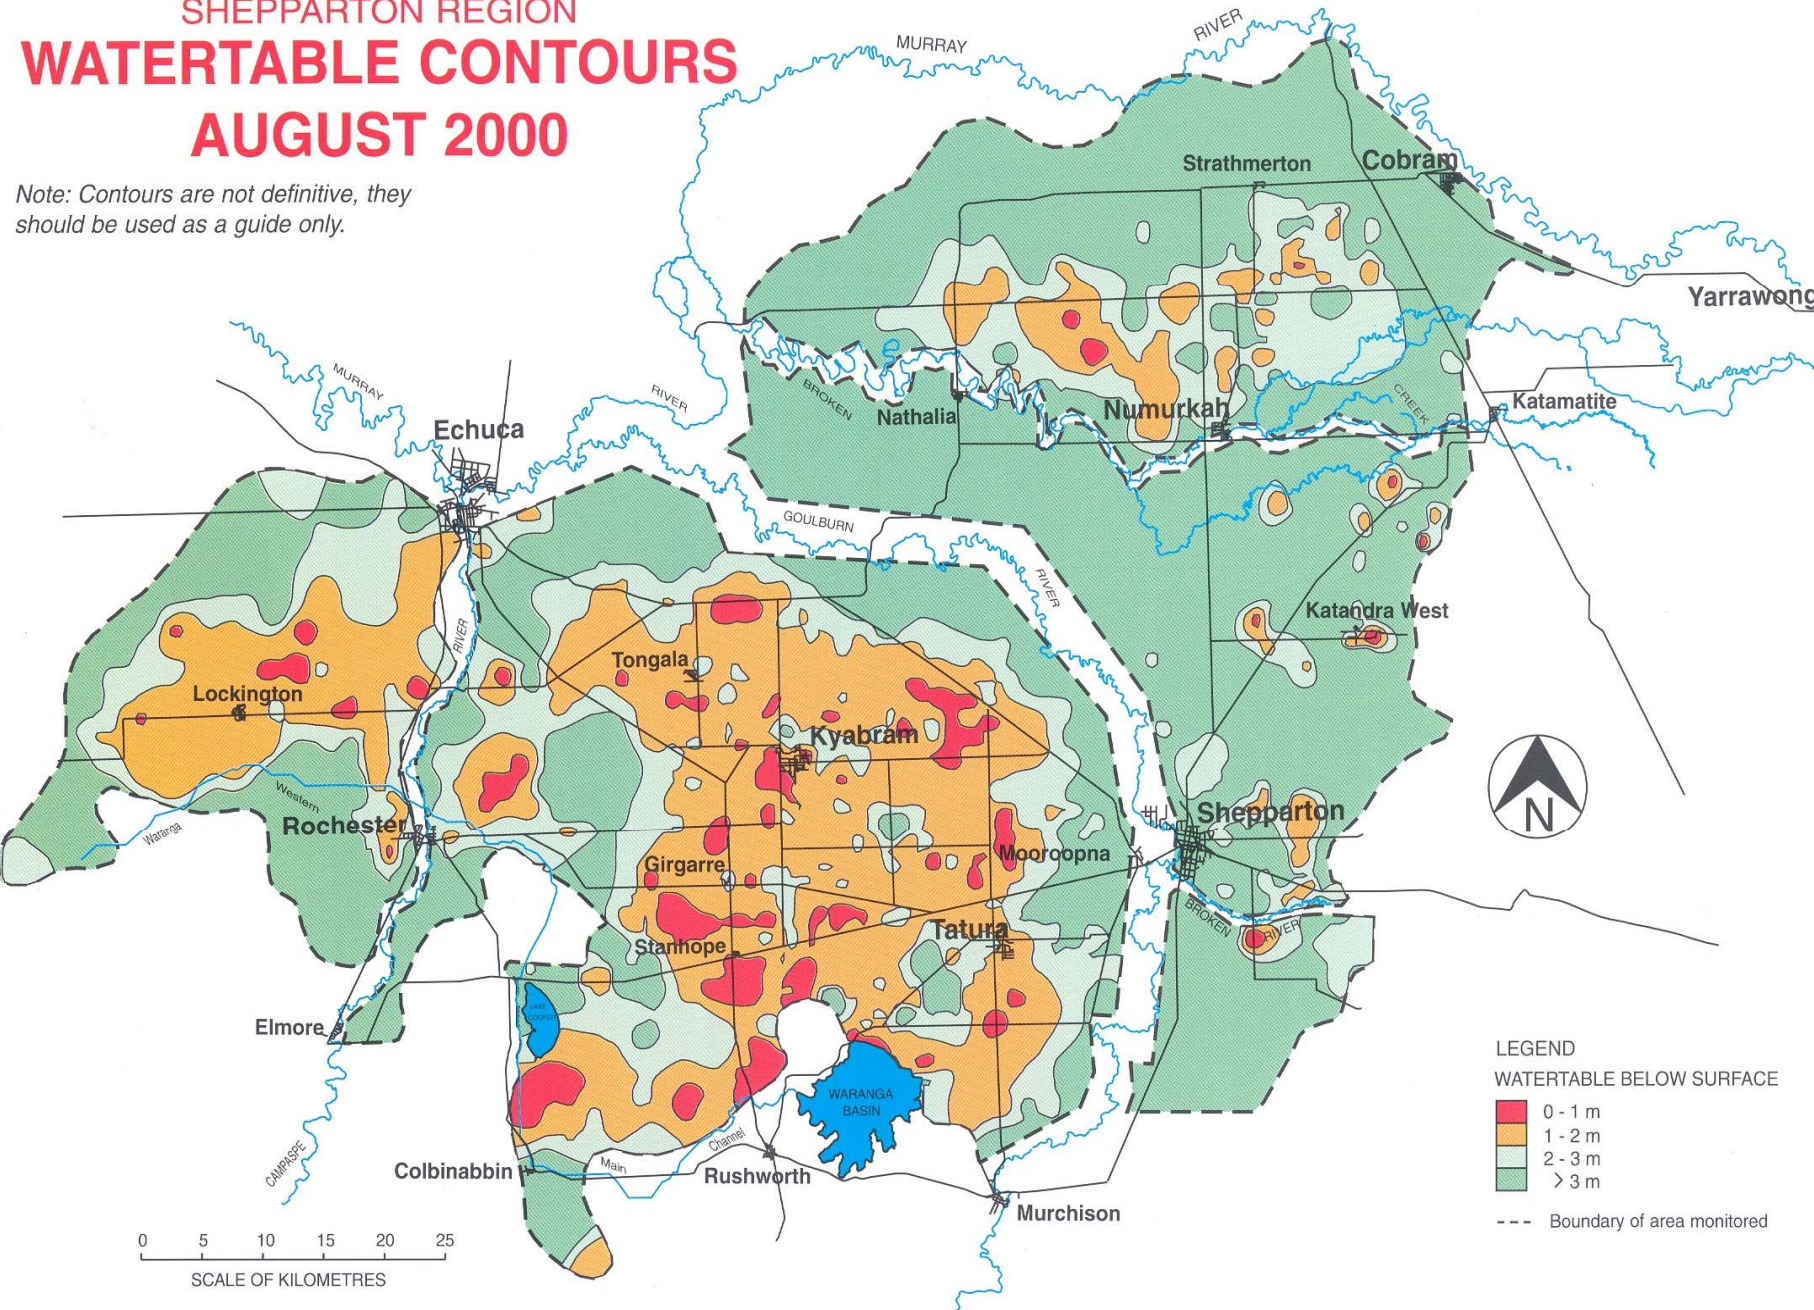 SHEPPARTON REGION
WATERTABLE CONTOURS
AUGUST 2000
Note: Contours are not definitive, they
should be used as a guide only.
MURRAY
RIVER
Strathmerton
Cobram
Yarrawong
MURRAY
RIVER
BROKEN
CREEK
Nathalia
Numurkah
Katamatite
Echuca
GOULBURN
RIVER
Katandra West
RIVER
Tongala
Lockington
Kyabram
Western
Waranga
Rochester
Shepparton
Girgarre
Mooroopna
N
Stanhope
Tatura
BROKEN
RIVER
LAKE
COOPER
Elmore
WARANGA
BASIN
CAMPASPE
Colbinabbin
Main
Channel
Rushworth
Murchison
LEGEND
WATERTABLE BELOW SURFACE
0 - 1 m
1 - 2 m
2 - 3 m
> 3 m
Boundary of area monitored
0 5 10 15 20 25
SCALE OF KILOMETRES